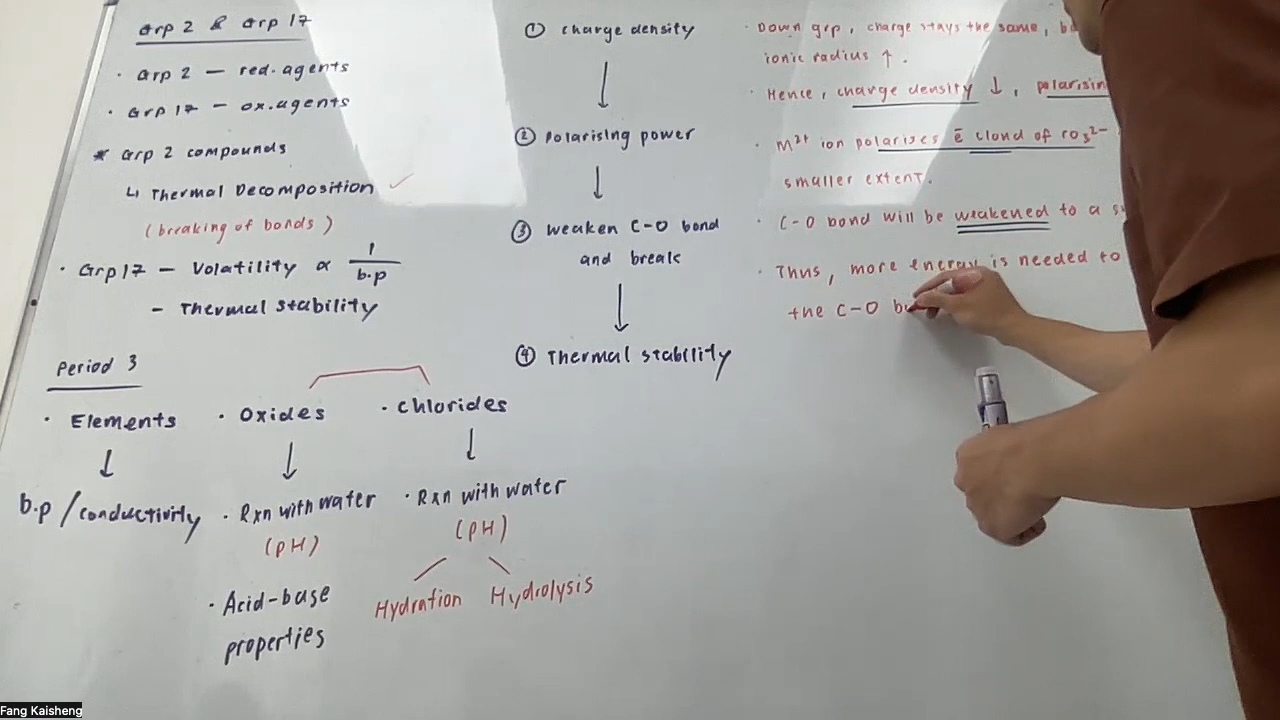 Grp 2 & Grp 17
· Grp 2 — red. agents
· Grp 17 — ox. agents
* Grp 2 compounds
↳ Thermal Decomposition ✓
(breaking of bonds)
· Grp 17 — Volatility ∝ 1/b.p
— Thermal stability
Period 3
· Elements
↓
b.p / conductivity
· Oxides
↓
· Rxn with water
(pH)
· Acid-base
properties
· Chlorides
↓
· Rxn with water
(pH)
Hydration Hydrolysis
① charge density
↓
② Polarising power
↓
③ weaken C-O bond
and break
↓
④ Thermal stability
· Down grp, charge stays the same,
ionic radius ↑.
· Hence, charge density ↓,
· M²⁺ ion polarises ē cloud of CO₃²⁻
smaller extent.
· C-O bond will be weakened to a
· Thus, more energy is needed to
the C-O
Fang Kaisheng